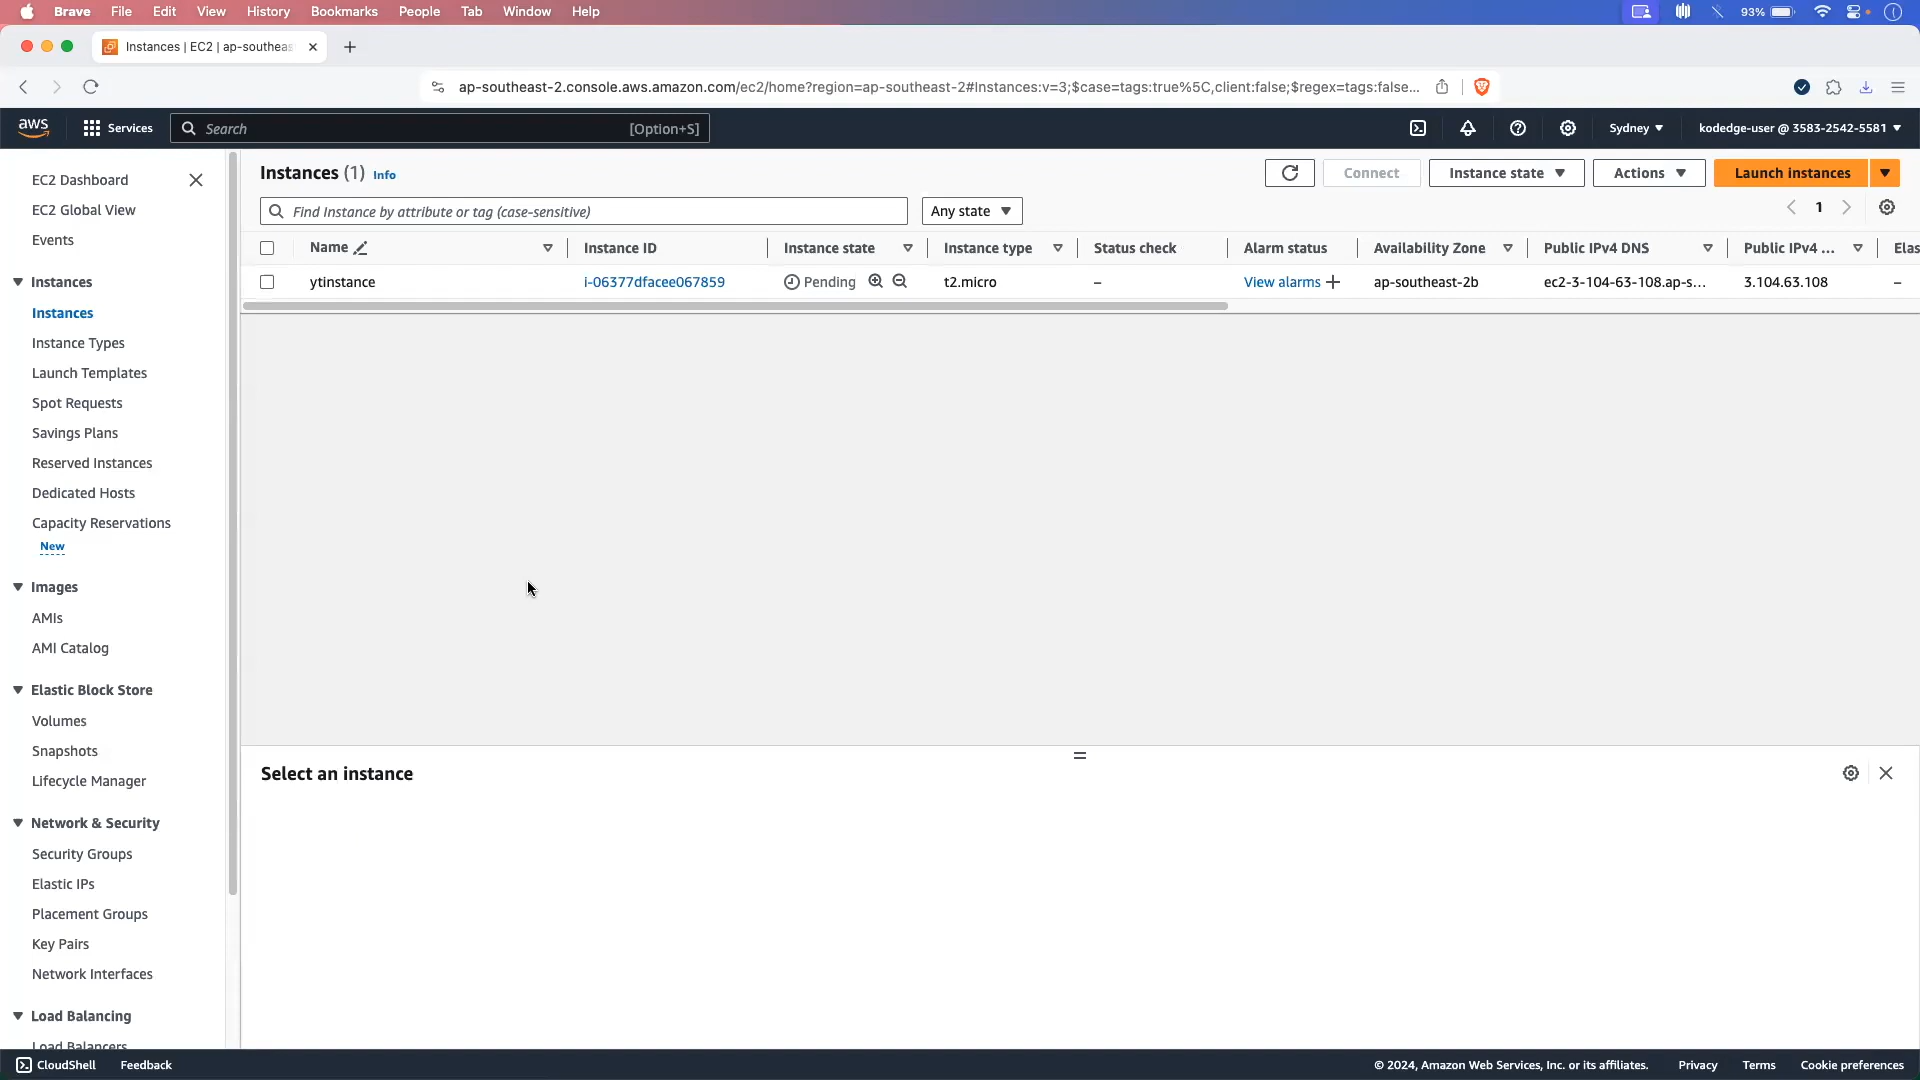 Brave File Edit View History Bookmarks People Tab Window Help 93%
Instances | EC2 | ap-southeas
ap-southeast-2.console.aws.amazon.com/ec2/home?region=ap-southeast-2#Instances:v=3;$case=tags:true%5C,client:false;$regex=tags:false...
aws Services Search [Option+S] Sydney kodedge-user @ 3583-2542-5581
EC2 Dashboard
EC2 Global View
Events
Instances
Instances
Instance Types
Launch Templates
Spot Requests
Savings Plans
Reserved Instances
Dedicated Hosts
Capacity Reservations
New
Images
AMIs
AMI Catalog
Elastic Block Store
Volumes
Snapshots
Lifecycle Manager
Network & Security
Security Groups
Elastic IPs
Placement Groups
Key Pairs
Network Interfaces
Load Balancing
Load Balancers
Instances (1) Info Connect Instance state Actions Launch instances
Find Instance by attribute or tag (case-sensitive) Any state 1
Name Instance ID Instance state Instance type Status check Alarm status Availability Zone Public IPv4 DNS Public IPv4 ... Elas
ytinstance i-06377dfacee067859 Pending t2.micro – View alarms + ap-southeast-2b ec2-3-104-63-108.ap-s... 3.104.63.108 –
Select an instance
CloudShell Feedback © 2024, Amazon Web Services, Inc. or its affiliates. Privacy Terms Cookie preferences